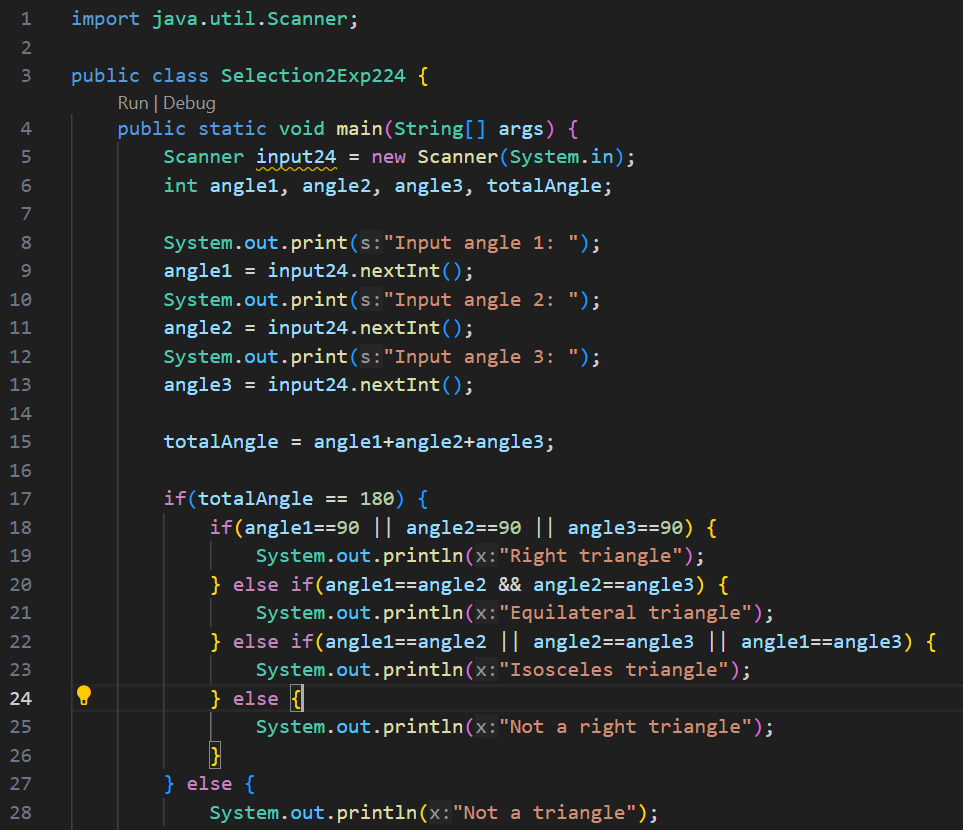 1 import java.util.Scanner;
2
3 public class Selection2Exp224 {
Run | Debug
4 public static void main(String[] args) {
5 Scanner input24 = new Scanner(System.in);
6 int angle1, angle2, angle3, totalAngle;
7
8 System.out.print(s:"Input angle 1: ");
9 angle1 = input24.nextInt();
10 System.out.print(s:"Input angle 2: ");
11 angle2 = input24.nextInt();
12 System.out.print(s:"Input angle 3: ");
13 angle3 = input24.nextInt();
14
15 totalAngle = angle1+angle2+angle3;
16
17 if(totalAngle == 180) {
18 if(angle1==90 || angle2==90 || angle3==90) {
19 System.out.println(x:"Right triangle");
20 } else if(angle1==angle2 && angle2==angle3) {
21 System.out.println(x:"Equilateral triangle");
22 } else if(angle1==angle2 || angle2==angle3 || angle1==angle3) {
23 System.out.println(x:"Isosceles triangle");
24 } else {
25 System.out.println(x:"Not a right triangle");
26 }
27 } else {
28 System.out.println(x:"Not a triangle");